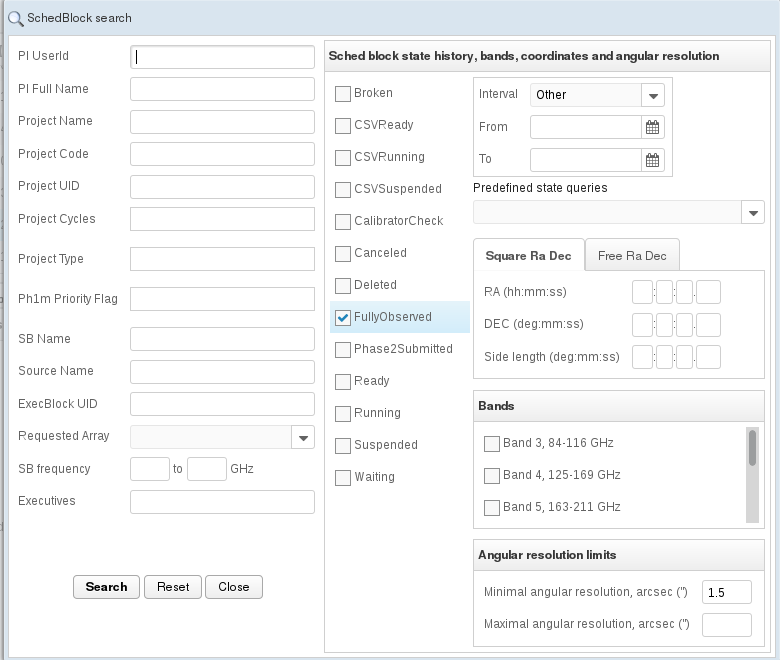 SchedBlock search
PI UserId
PI Full Name
Project Name
Project Code
Project UID
Project Cycles
Project Type
Ph1m Priority Flag
SB Name
Source Name
ExecBlock UID
Requested Array
SB frequency to GHz
Executives
Search Reset Close
Sched block state history, bands, coordinates and angular resolution
Broken
CSVReady
CSVRunning
CSVSuspended
CalibratorCheck
Canceled
Deleted
FullyObserved
Phase2Submitted
Ready
Running
Suspended
Waiting
Interval Other
From
To
Predefined state queries
Square Ra Dec Free Ra Dec
RA (hh:mm:ss) : : .
DEC (deg:mm:ss) : : .
Side length (deg:mm:ss) : : .
Bands
Band 3, 84-116 GHz
Band 4, 125-169 GHz
Band 5, 163-211 GHz
Angular resolution limits
Minimal angular resolution, arcsec (") 1.5
Maximal angular resolution, arcsec (")